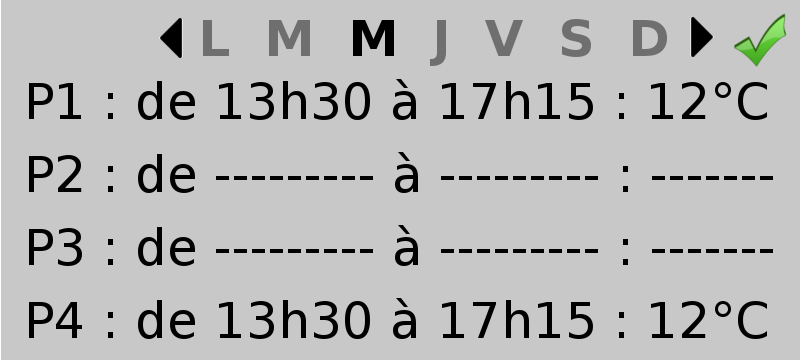 L M M J V S D
P1 : de 13h30 à 17h15 : 12°C
P2 : de --------- à --------- : -------
P3 : de --------- à --------- : -------
P4 : de 13h30 à 17h15 : 12°C